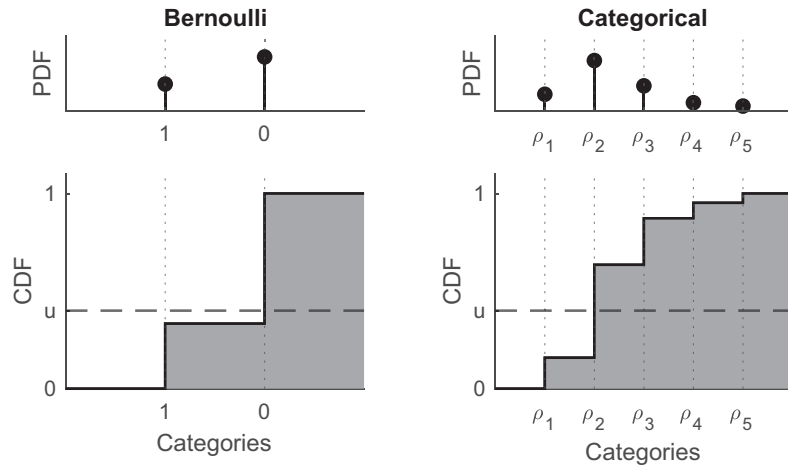 Bernoulli
PDF
1 0
1
CDF
u
0
1 0
Categories
Categorical
PDF
ρ1 ρ2 ρ3 ρ4 ρ5
1
CDF
u
0
ρ1 ρ2 ρ3 ρ4 ρ5
Categories